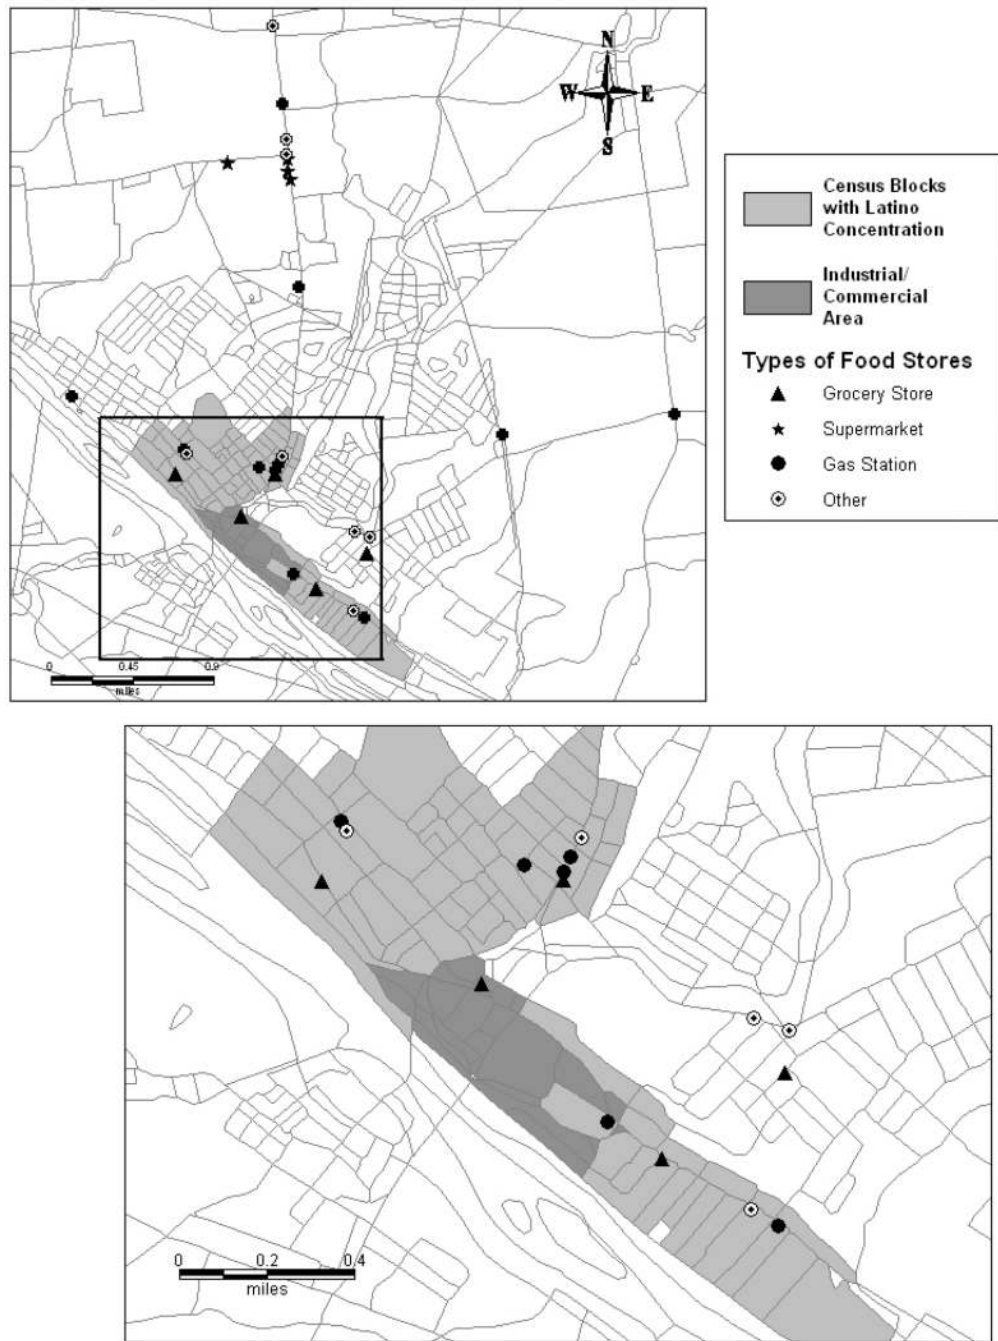 N
W E
S
Census Blocks
with Latino
Concentration
Industrial/
Commercial
Area
Types of Food Stores
Grocery Store
Supermarket
Gas Station
Other
0 0.45 0.9
miles
0 0.2 0.4
miles